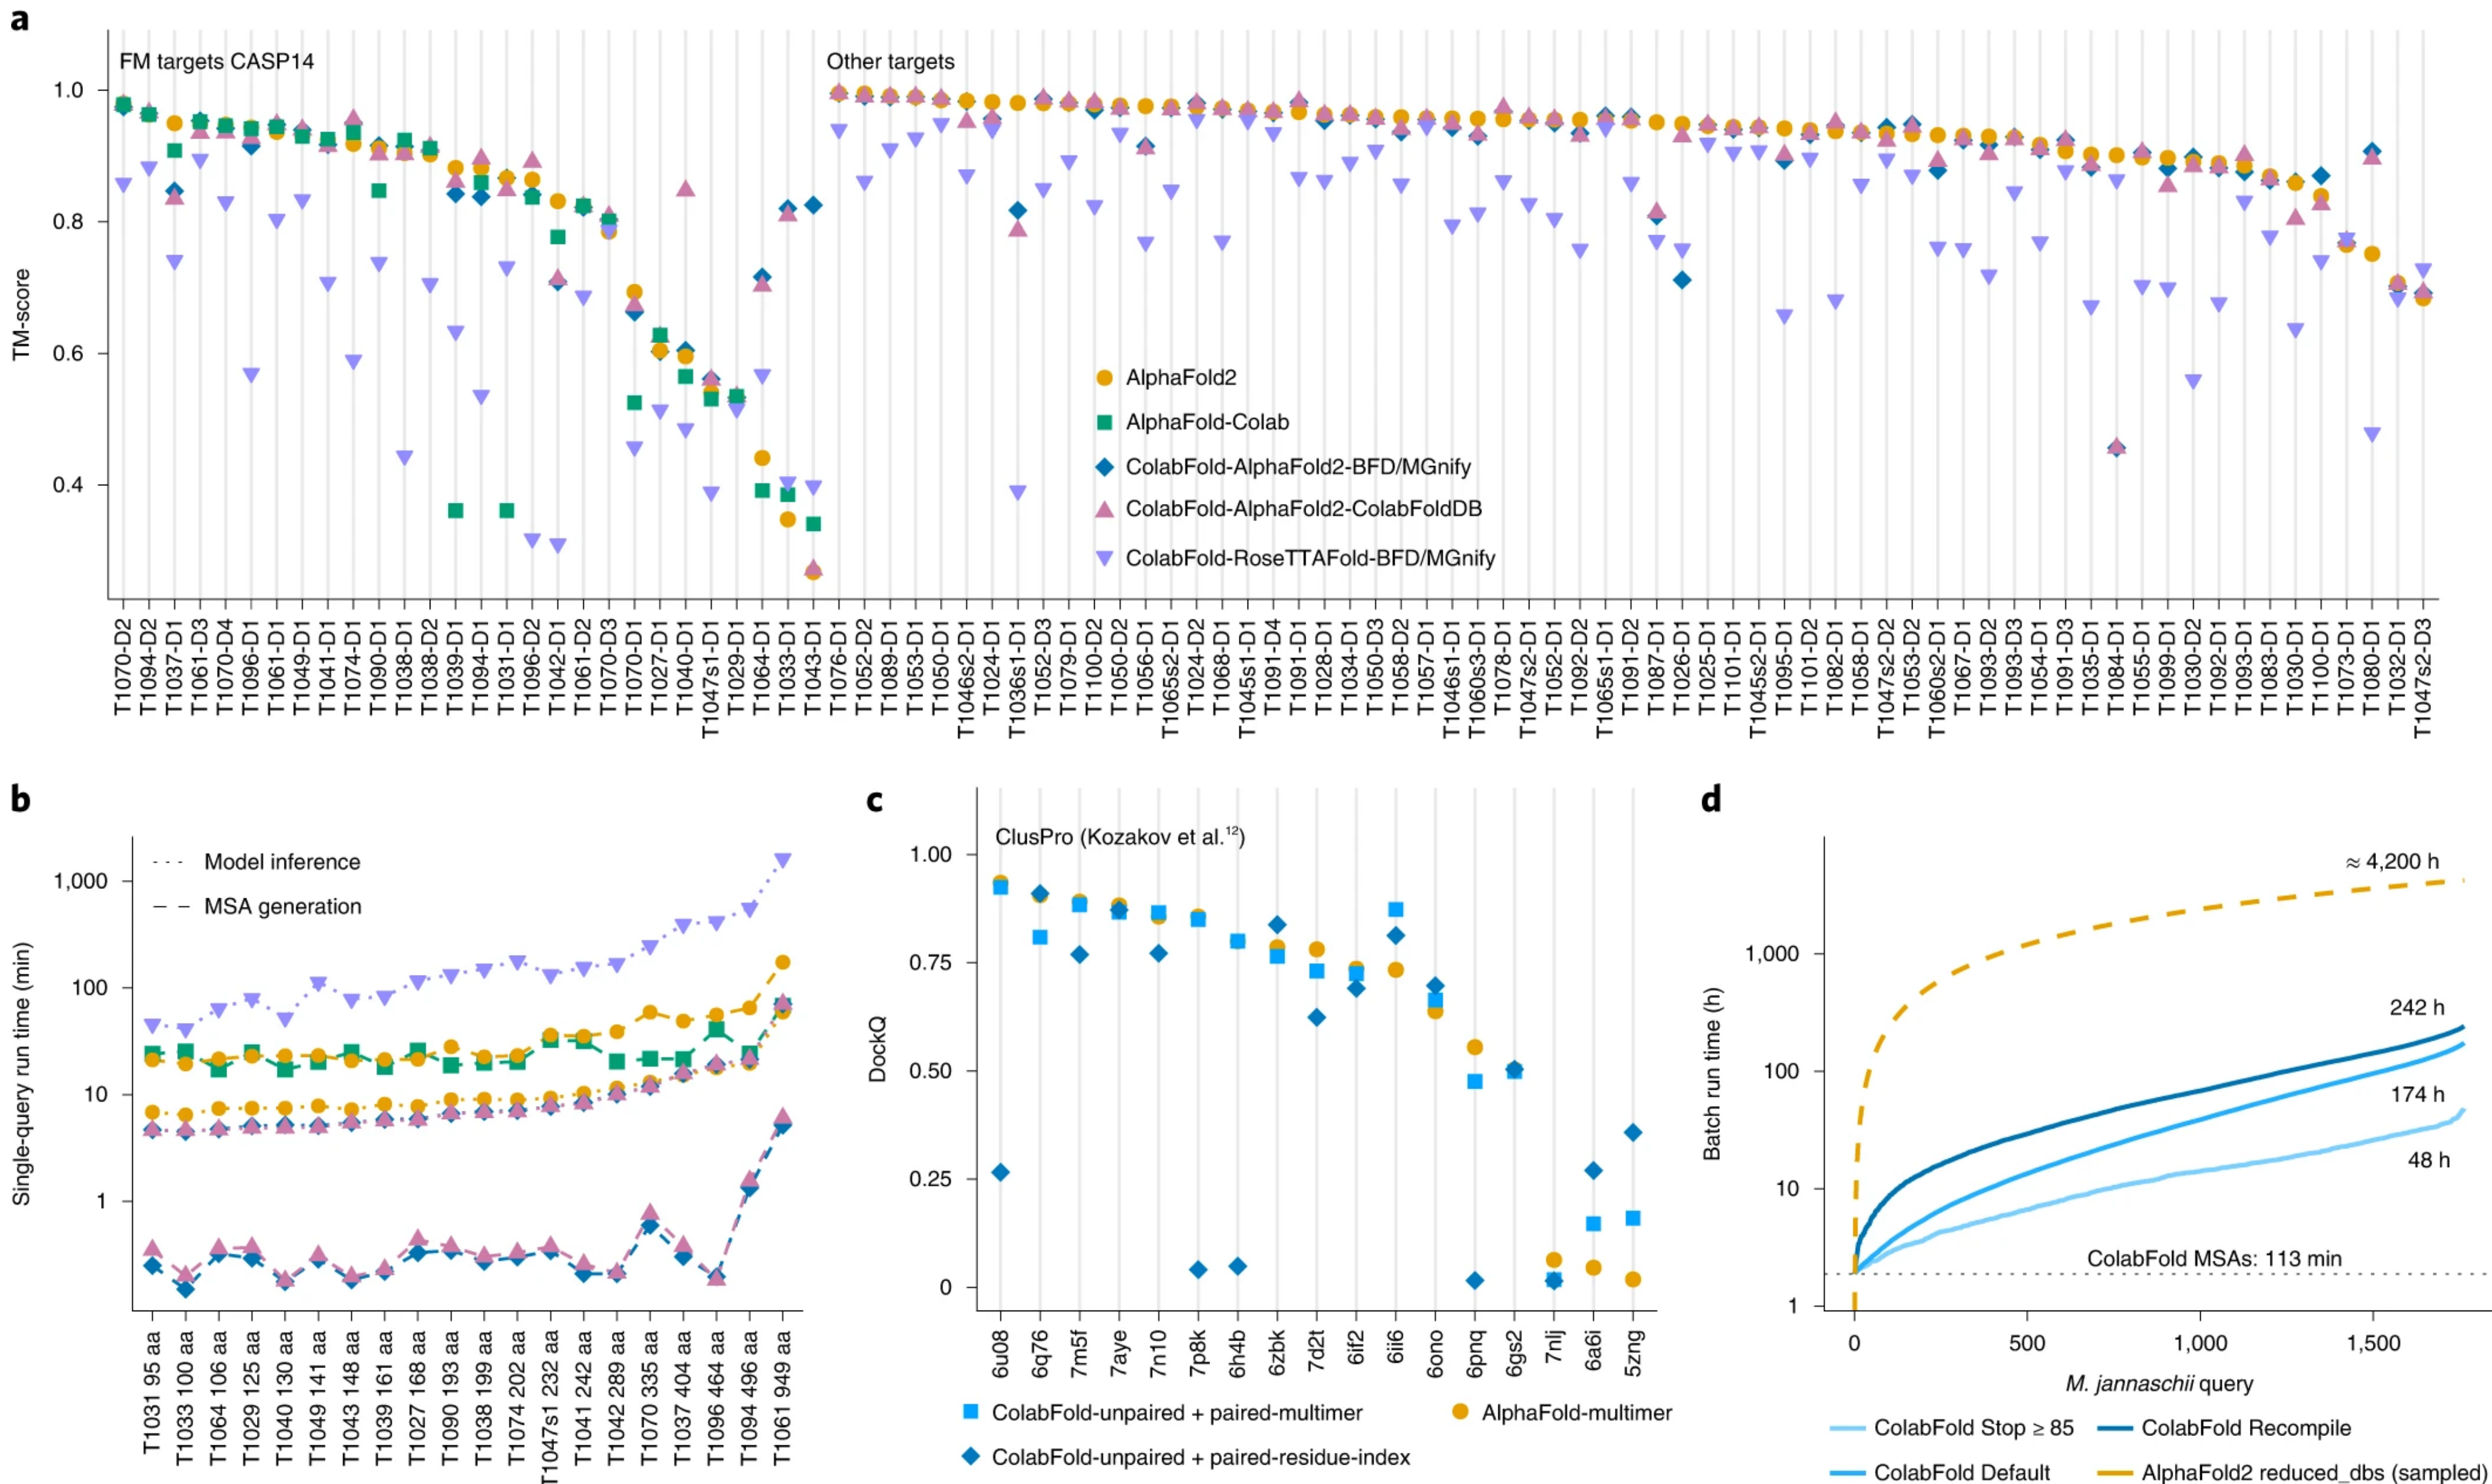 a
FM targets CASP14
Other targets
TM-score
1.0
0.8
0.6
0.4
AlphaFold2
AlphaFold-Colab
ColabFold-AlphaFold2-BFD/MGnify
ColabFold-AlphaFold2-ColabFoldDB
ColabFold-RoseTTAFold-BFD/MGnify
T1070-D2
T1094-D2
T1037-D1
T1061-D3
T1070-D4
T1096-D1
T1061-D1
T1049-D1
T1041-D1
T1074-D1
T1090-D1
T1038-D1
T1038-D2
T1039-D1
T1094-D1
T1031-D1
T1096-D2
T1042-D1
T1061-D2
T1070-D3
T1070-D1
T1027-D1
T1040-D1
T1047s1-D1
T1029-D1
T1064-D1
T1033-D1
T1043-D1
T1076-D1
T1052-D2
T1089-D1
T1053-D1
T1050-D1
T1046s2-D1
T1024-D1
T1036s1-D1
T1052-D3
T1079-D1
T1100-D2
T1050-D2
T1056-D1
T1065s2-D1
T1024-D2
T1068-D1
T1045s1-D1
T1091-D4
T1091-D1
T1028-D1
T1034-D1
T1050-D3
T1058-D2
T1057-D1
T1046s1-D1
T1060s3-D1
T1078-D1
T1047s2-D1
T1052-D1
T1092-D2
T1065s1-D1
T1091-D2
T1087-D1
T1026-D1
T1025-D1
T1101-D1
T1045s2-D1
T1095-D1
T1101-D2
T1082-D1
T1058-D1
T1047s2-D2
T1053-D2
T1060s2-D1
T1067-D1
T1093-D2
T1093-D3
T1054-D1
T1091-D3
T1035-D1
T1084-D1
T1055-D1
T1099-D1
T1030-D2
T1092-D1
T1093-D1
T1083-D1
T1030-D1
T1100-D1
T1073-D1
T1080-D1
T1032-D1
T1047s2-D3
b
Single-query run time (min)
Model inference
MSA generation
1,000
100
10
1
T1031 95 aa
T1033 100 aa
T1064 106 aa
T1029 125 aa
T1040 130 aa
T1049 141 aa
T1043 148 aa
T1039 161 aa
T1027 168 aa
T1090 193 aa
T1038 199 aa
T1074 202 aa
T1047s1 232 aa
T1041 242 aa
T1042 289 aa
T1070 335 aa
T1037 404 aa
T1096 464 aa
T1094 496 aa
T1061 949 aa
c
ClusPro (Kozakov et al.12)
DockQ
1.00
0.75
0.50
0.25
0
6u08
6q76
7m5f
7aye
7n10
7p8k
6h4b
6zbk
7d2t
6if2
6ii6
6ono
6pnq
6gs2
7nlj
6a6i
5zng
ColabFold-unpaired + paired-multimer
AlphaFold-multimer
ColabFold-unpaired + paired-residue-index
d
Batch run time (h)
1,000
100
10
1
≈ 4,200 h
242 h
174 h
48 h
ColabFold MSAs: 113 min
0
500
1,000
1,500
M. jannaschii query
ColabFold Stop ≥ 85
ColabFold Recompile
ColabFold Default
AlphaFold2 reduced_dbs (sampled)